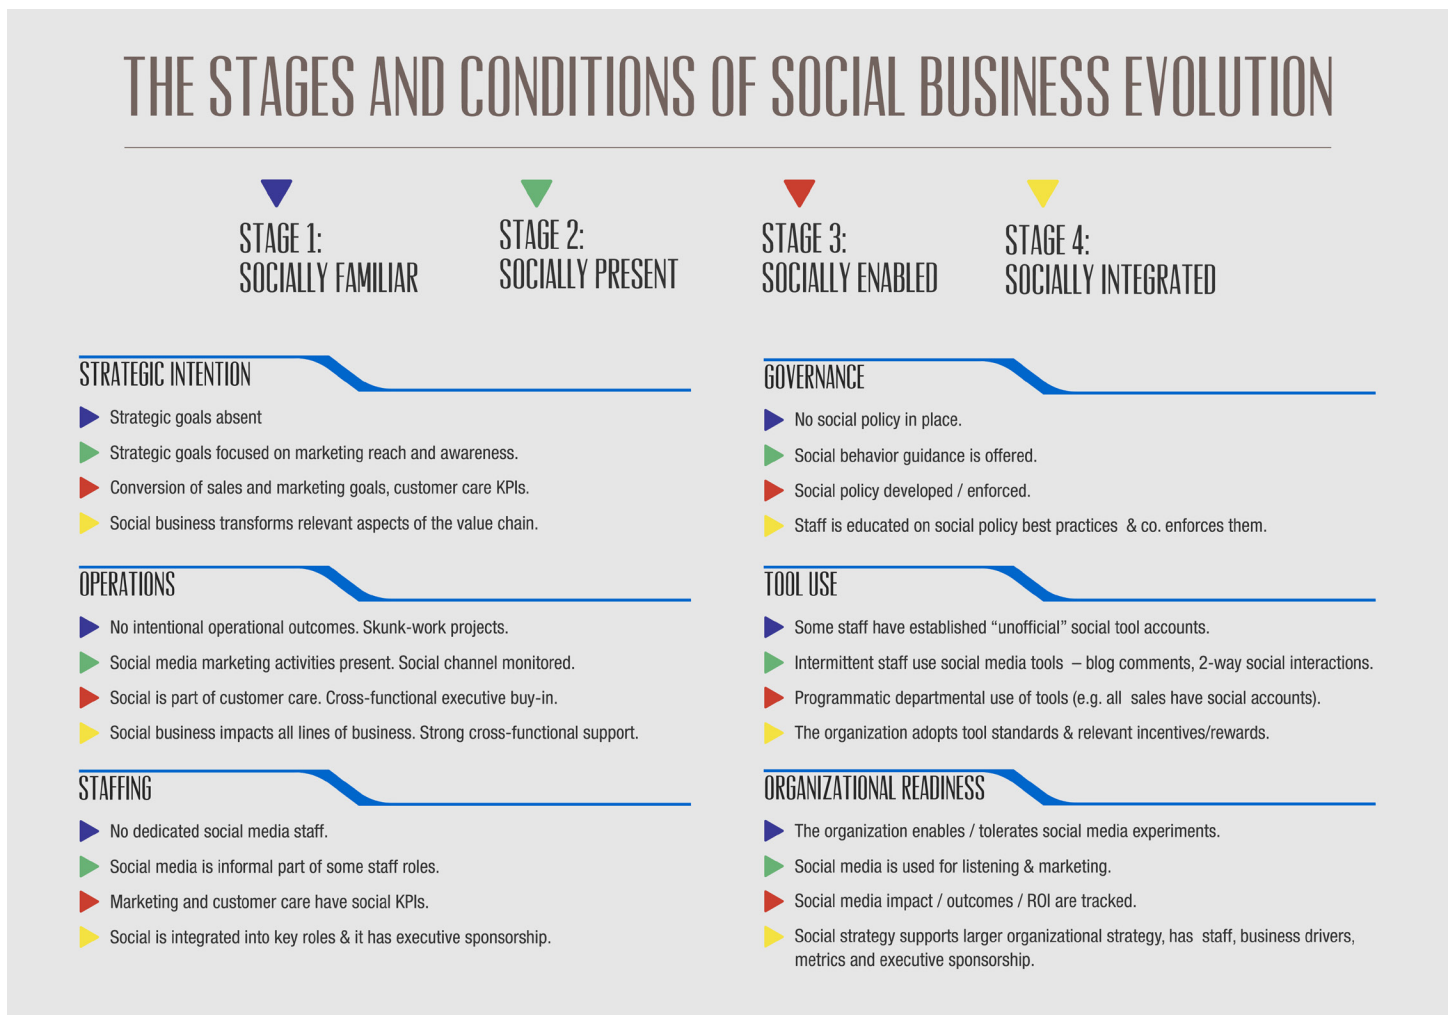 THE STAGES AND CONDITIONS OF SOCIAL BUSINESS EVOLUTION
STAGE 1:
SOCIALLY FAMILIAR
STAGE 2:
SOCIALLY PRESENT
STAGE 3:
SOCIALLY ENABLED
STAGE 4:
SOCIALLY INTEGRATED
STRATEGIC INTENTION
Strategic goals absent
Strategic goals focused on marketing reach and awareness.
Conversion of sales and marketing goals, customer care KPIs.
Social business transforms relevant aspects of the value chain.
OPERATIONS
No intentional operational outcomes. Skunk-work projects.
Social media marketing activities present. Social channel monitored.
Social is part of customer care. Cross-functional executive buy-in.
Social business impacts all lines of business. Strong cross-functional support.
STAFFING
No dedicated social media staff.
Social media is informal part of some staff roles.
Marketing and customer care have social KPIs.
Social is integrated into key roles & it has executive sponsorship.
GOVERNANCE
No social policy in place.
Social behavior guidance is offered.
Social policy developed / enforced.
Staff is educated on social policy best practices & co. enforces them.
TOOL USE
Some staff have established “unofficial” social tool accounts.
Intermittent staff use social media tools – blog comments, 2-way social interactions.
Programmatic departmental use of tools (e.g. all sales have social accounts).
The organization adopts tool standards & relevant incentives/rewards.
ORGANIZATIONAL READINESS
The organization enables / tolerates social media experiments.
Social media is used for listening & marketing.
Social media impact / outcomes / ROI are tracked.
Social strategy supports larger organizational strategy, has staff, business drivers,
metrics and executive sponsorship.